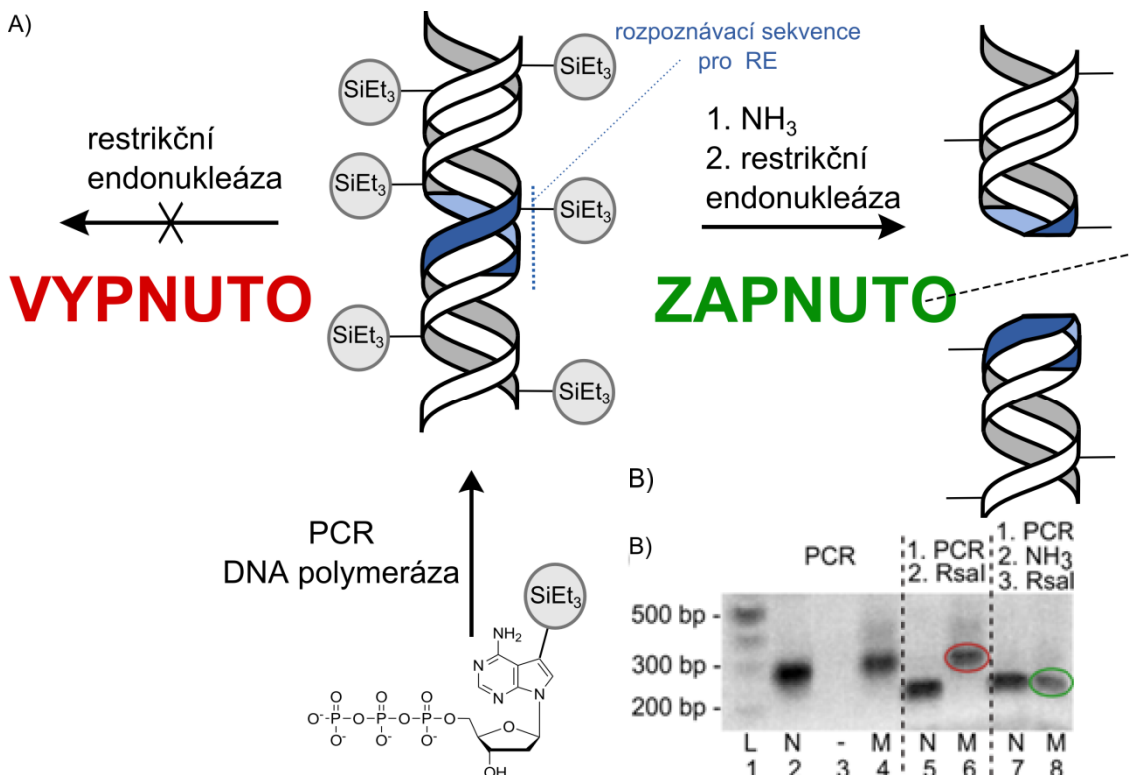 A)
rozpoznávací sekvence
pro RE
SiEt3
SiEt3
SiEt3
SiEt3
SiEt3
SiEt3
restrikční
endonukleáza
VYPNUTO
1. NH3
2. restrikční
endonukleáza
ZAPNUTO
PCR
DNA polymeráza
SiEt3
NH2
N
N
N
O
O
O
O-
P
O
P
O
P
O
O-
O-
O-
O
OH
B)
B)
PCR
1. PCR
2. RsaI
1. PCR
2. NH3
3. RsaI
500 bp -
300 bp -
200 bp -
L N - M N M N M
1 2 3 4 5 6 7 8